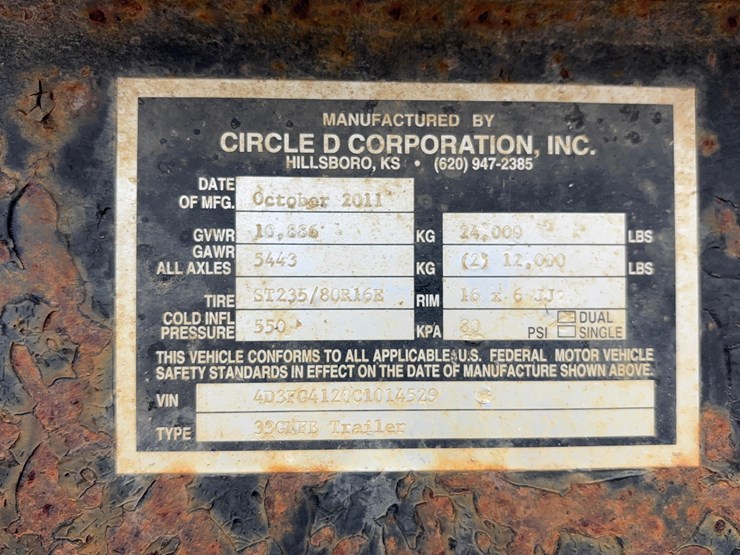 MANUFACTURED BY
CIRCLE D CORPORATION, INC.
HILLSBORO, KS • (620) 947-2385
DATE OF MFG. October 2011
GVWR 10,886 KG 24,000 LBS
GAWR ALL AXLES 5443 KG (2) 12,000 LBS
TIRE ST235/80R16E RIM 16 x 6 JJ
COLD INFL PRESSURE 550 KPA 80 PSI DUAL SINGLE
THIS VEHICLE CONFORMS TO ALL APPLICABLE U.S. FEDERAL MOTOR VEHICLE
SAFETY STANDARDS IN EFFECT ON THE DATE OF MANUFACTURE SHOWN ABOVE.
VIN
TYPE Trailer